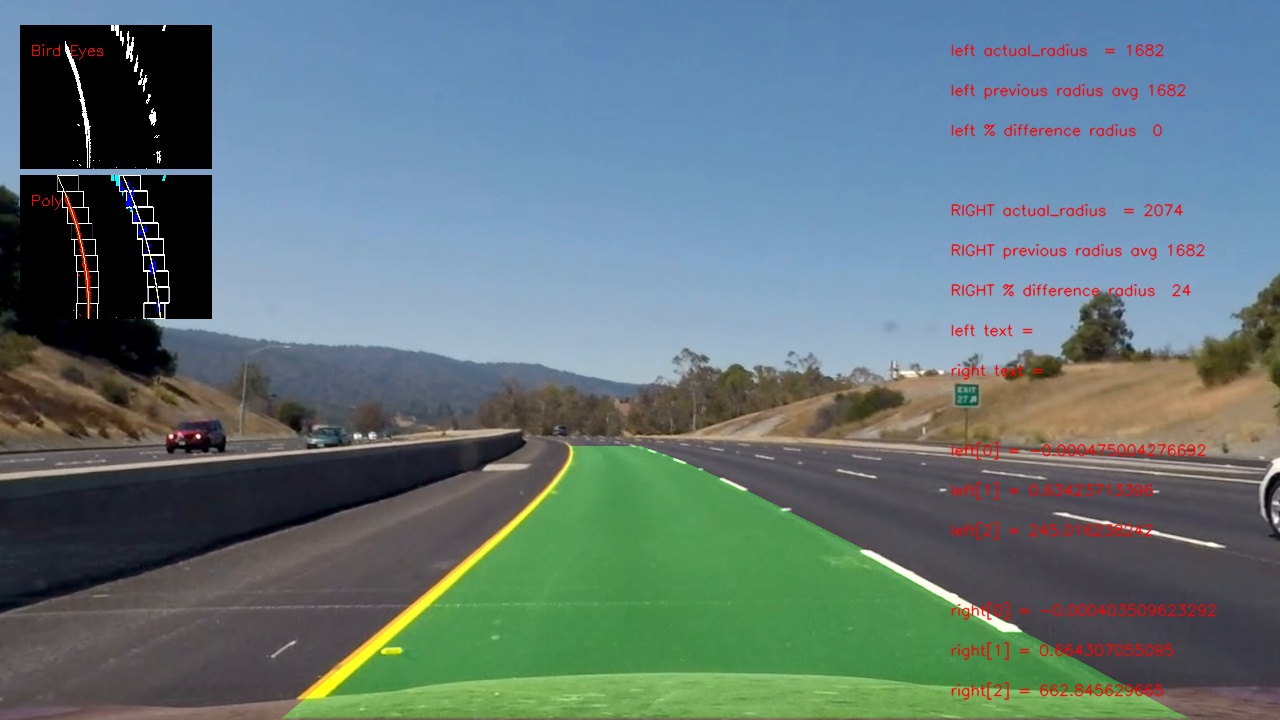 Bird Eyes
Poly
left actual_radius = 1682
left previous radius avg 1682
left % difference radius 0
RIGHT actual_radius = 2074
RIGHT previous radius avg 1682
RIGHT % difference radius 24
left text =
right text =
EXIT
27
left[0] = -0.000475004276692
left[1] = 0.63423713396
left[2] = 245.016238242
right[0] = -0.000403509623292
right[1] = 0.664307055095
right[2] = 662.845629665